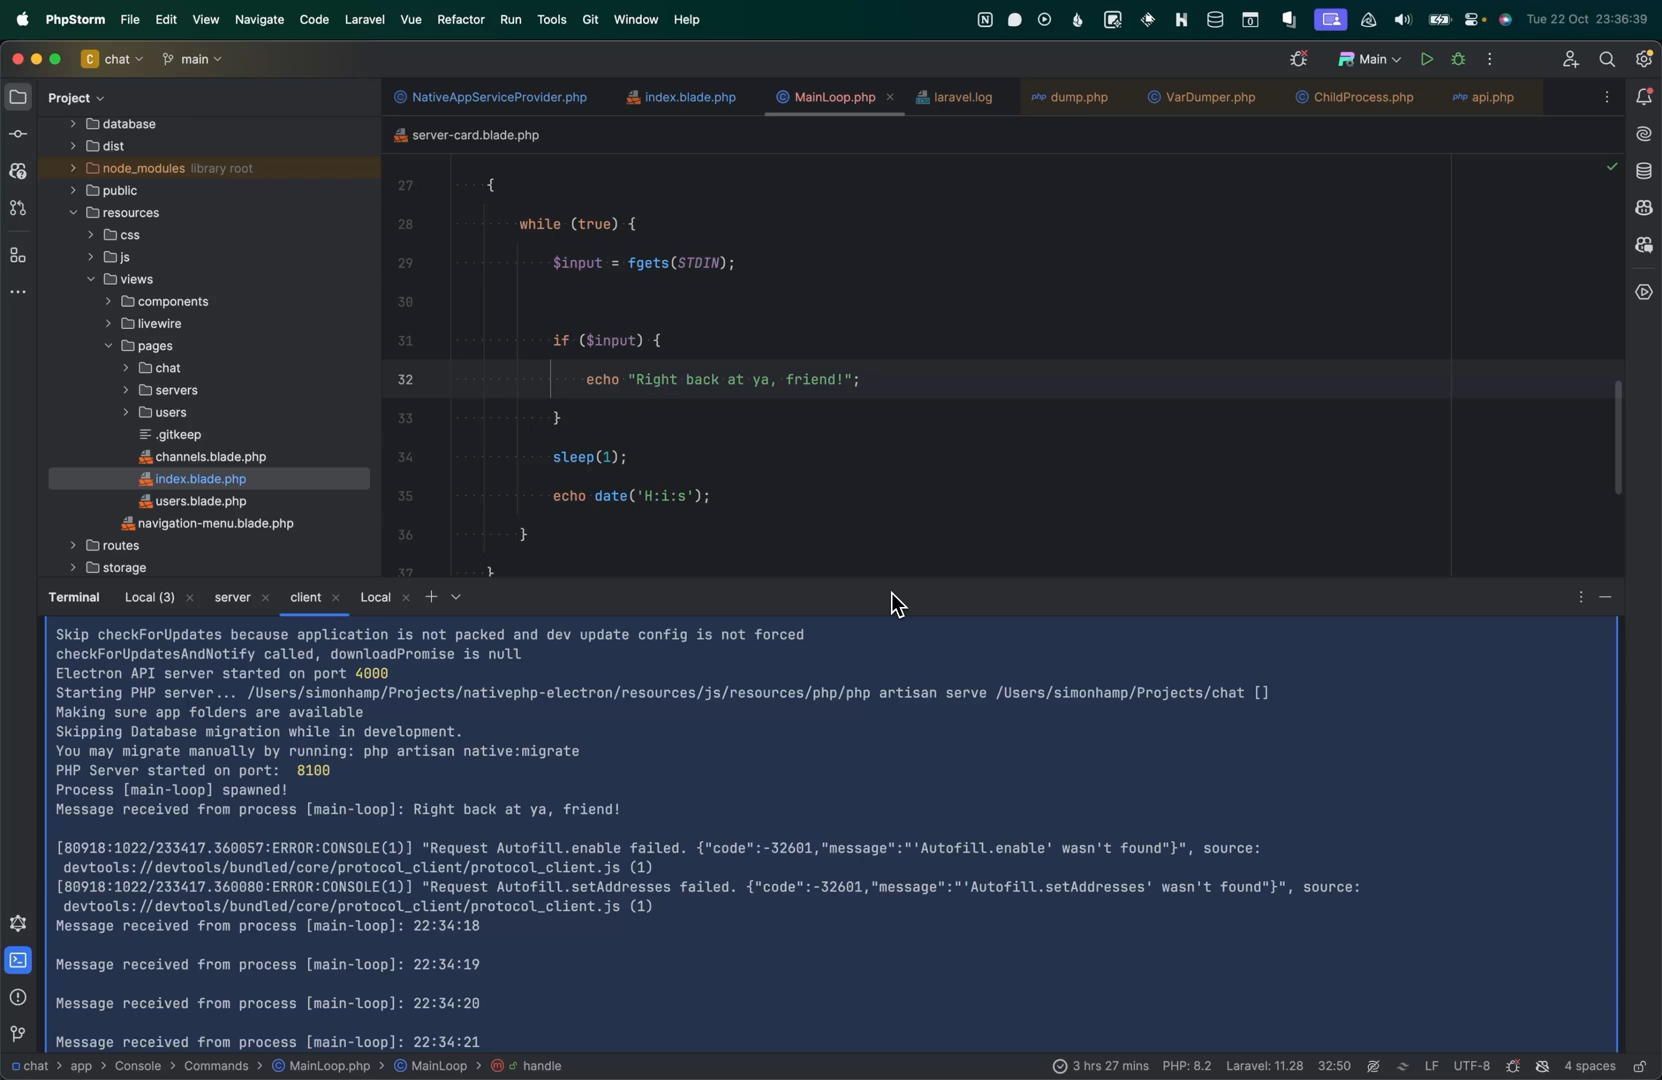 PhpStorm File Edit View Navigate Code Laravel Vue Refactor Run Tools Git Window Help
Tue 22 Oct 23:36:39
C chat main
Main
Project
NativeAppServiceProvider.php index.blade.php MainLoop.php laravel.log php dump.php VarDumper.php ChildProcess.php php api.php
server-card.blade.php
database
dist
node_modules library root
public
resources
css
js
views
components
livewire
pages
chat
servers
users
.gitkeep
channels.blade.php
index.blade.php
users.blade.php
navigation-menu.blade.php
routes
storage
27 {
28 while (true) {
29 $input = fgets(STDIN);
30
31 if ($input) {
32 echo "Right back at ya, friend!";
33 }
34 sleep(1);
35 echo date('H:i:s');
36 }
37 }
Terminal Local (3) server client Local
Skip checkForUpdates because application is not packed and dev update config is not forced
checkForUpdatesAndNotify called, downloadPromise is null
Electron API server started on port 4000
Starting PHP server... /Users/simonhamp/Projects/nativephp-electron/resources/js/resources/php/php artisan serve /Users/simonhamp/Projects/chat []
Making sure app folders are available
Skipping Database migration while in development.
You may migrate manually by running: php artisan native:migrate
PHP Server started on port: 8100
Process [main-loop] spawned!
Message received from process [main-loop]: Right back at ya, friend!
[80918:1022/233417.360057:ERROR:CONSOLE(1)] "Request Autofill.enable failed. {"code":-32601,"message":"'Autofill.enable' wasn't found"}", source:
devtools://devtools/bundled/core/protocol_client/protocol_client.js (1)
[80918:1022/233417.360080:ERROR:CONSOLE(1)] "Request Autofill.setAddresses failed. {"code":-32601,"message":"'Autofill.setAddresses' wasn't found"}", source:
devtools://devtools/bundled/core/protocol_client/protocol_client.js (1)
Message received from process [main-loop]: 22:34:18
Message received from process [main-loop]: 22:34:19
Message received from process [main-loop]: 22:34:20
Message received from process [main-loop]: 22:34:21
chat > app > Console > Commands > MainLoop.php > MainLoop > m handle
3 hrs 27 mins PHP: 8.2 Laravel: 11.28 32:50 LF UTF-8 4 spaces